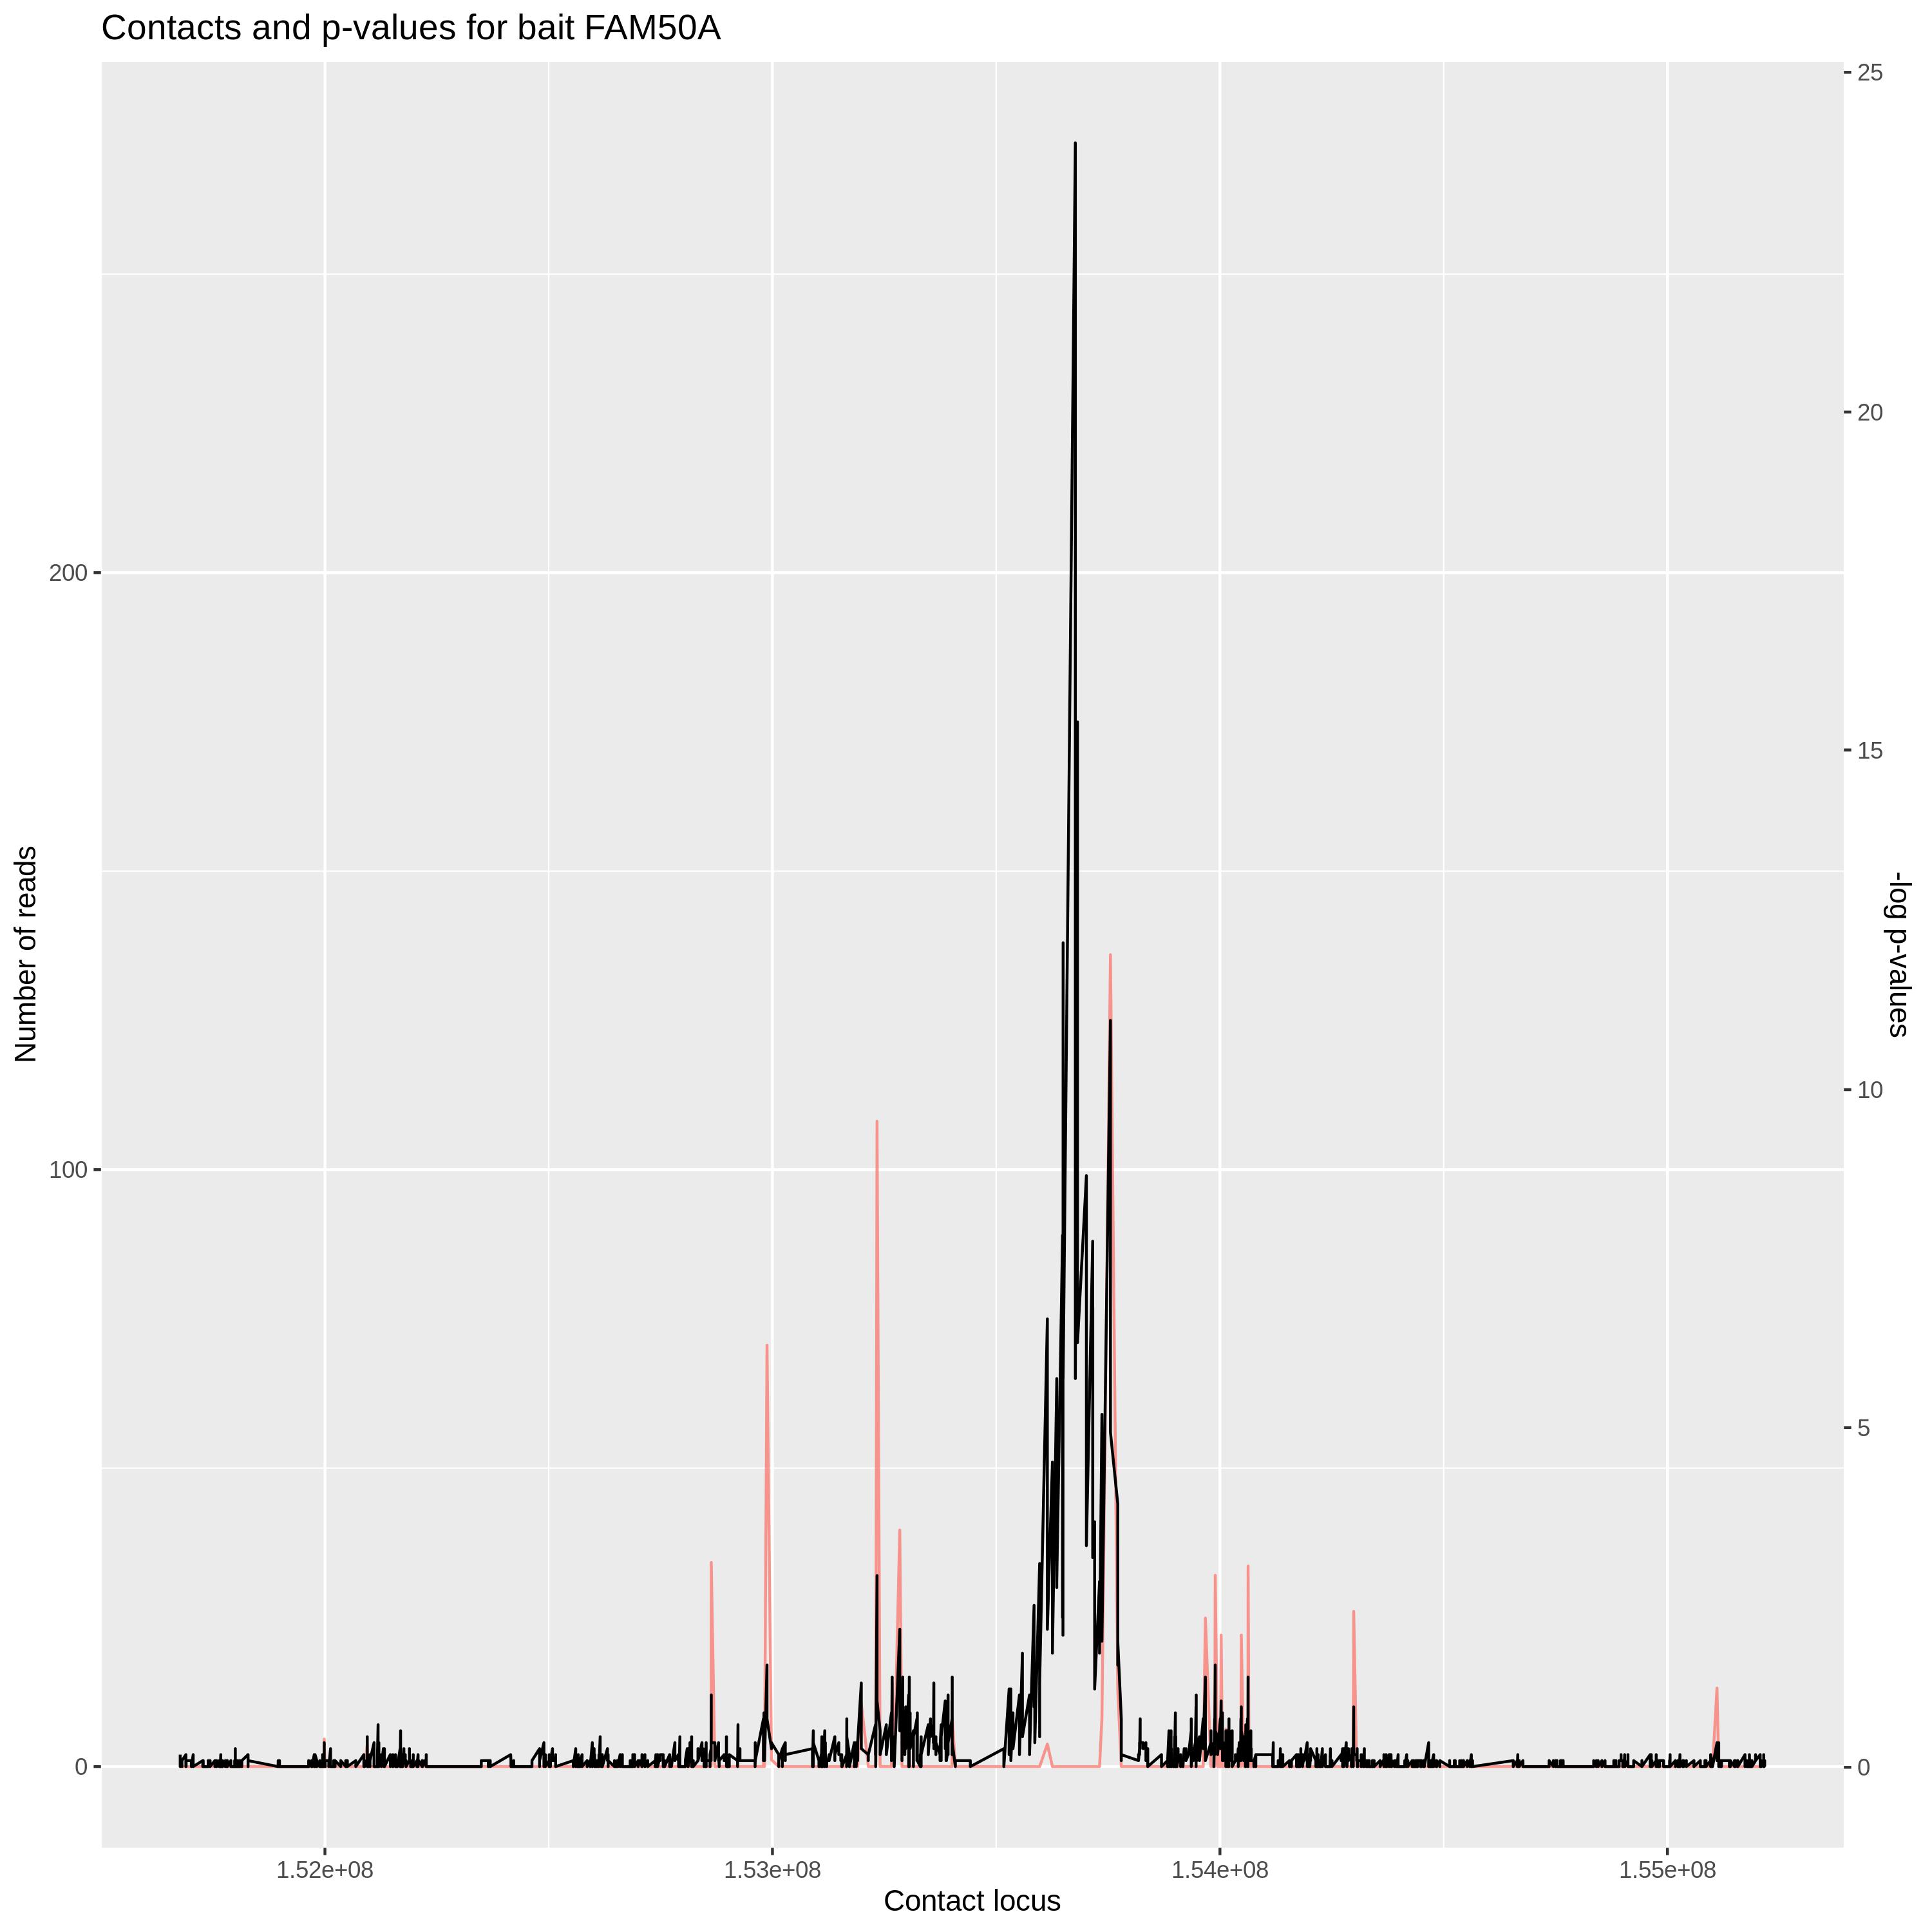 Contacts and p-values for bait FAM50A
25
20
200
15
Number of reads
-log p-values
10
100
5
0
0
1.52e+08
1.53e+08
1.54e+08
1.55e+08
Contact locus